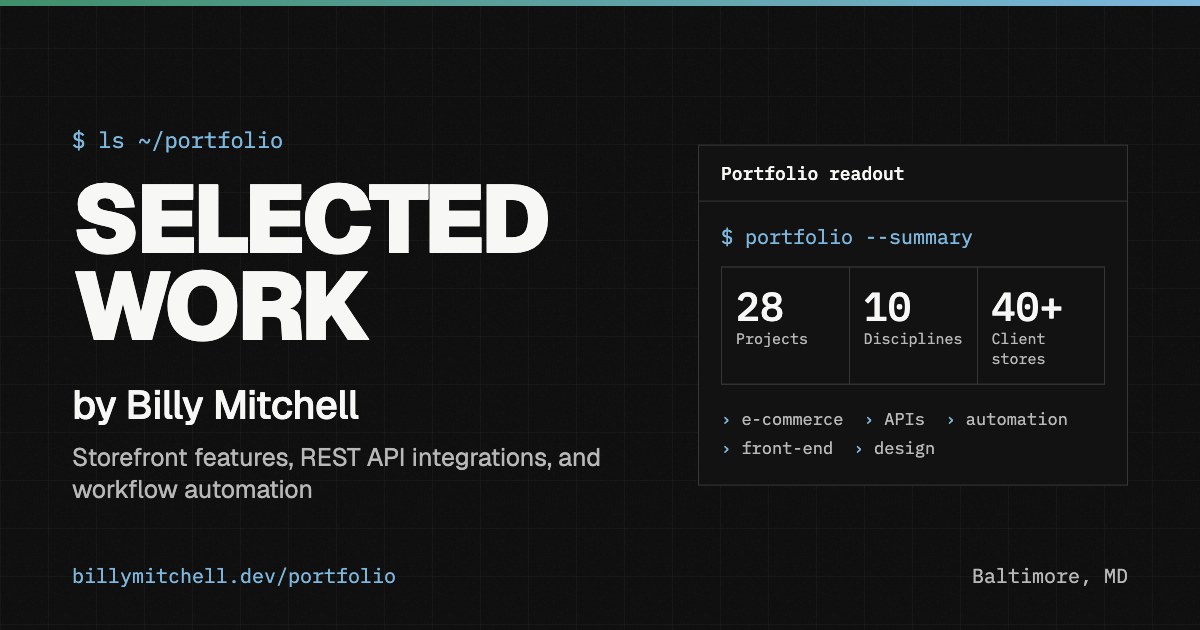 $ ls ~/portfolio
SELECTED
WORK
by Billy Mitchell
Storefront features, REST API integrations, and
workflow automation
billymitchell.dev/portfolio
Portfolio readout
$ portfolio --summary
28
Projects
10
Disciplines
40+
Client
stores
› e-commerce › APIs › automation
› front-end › design
Baltimore, MD